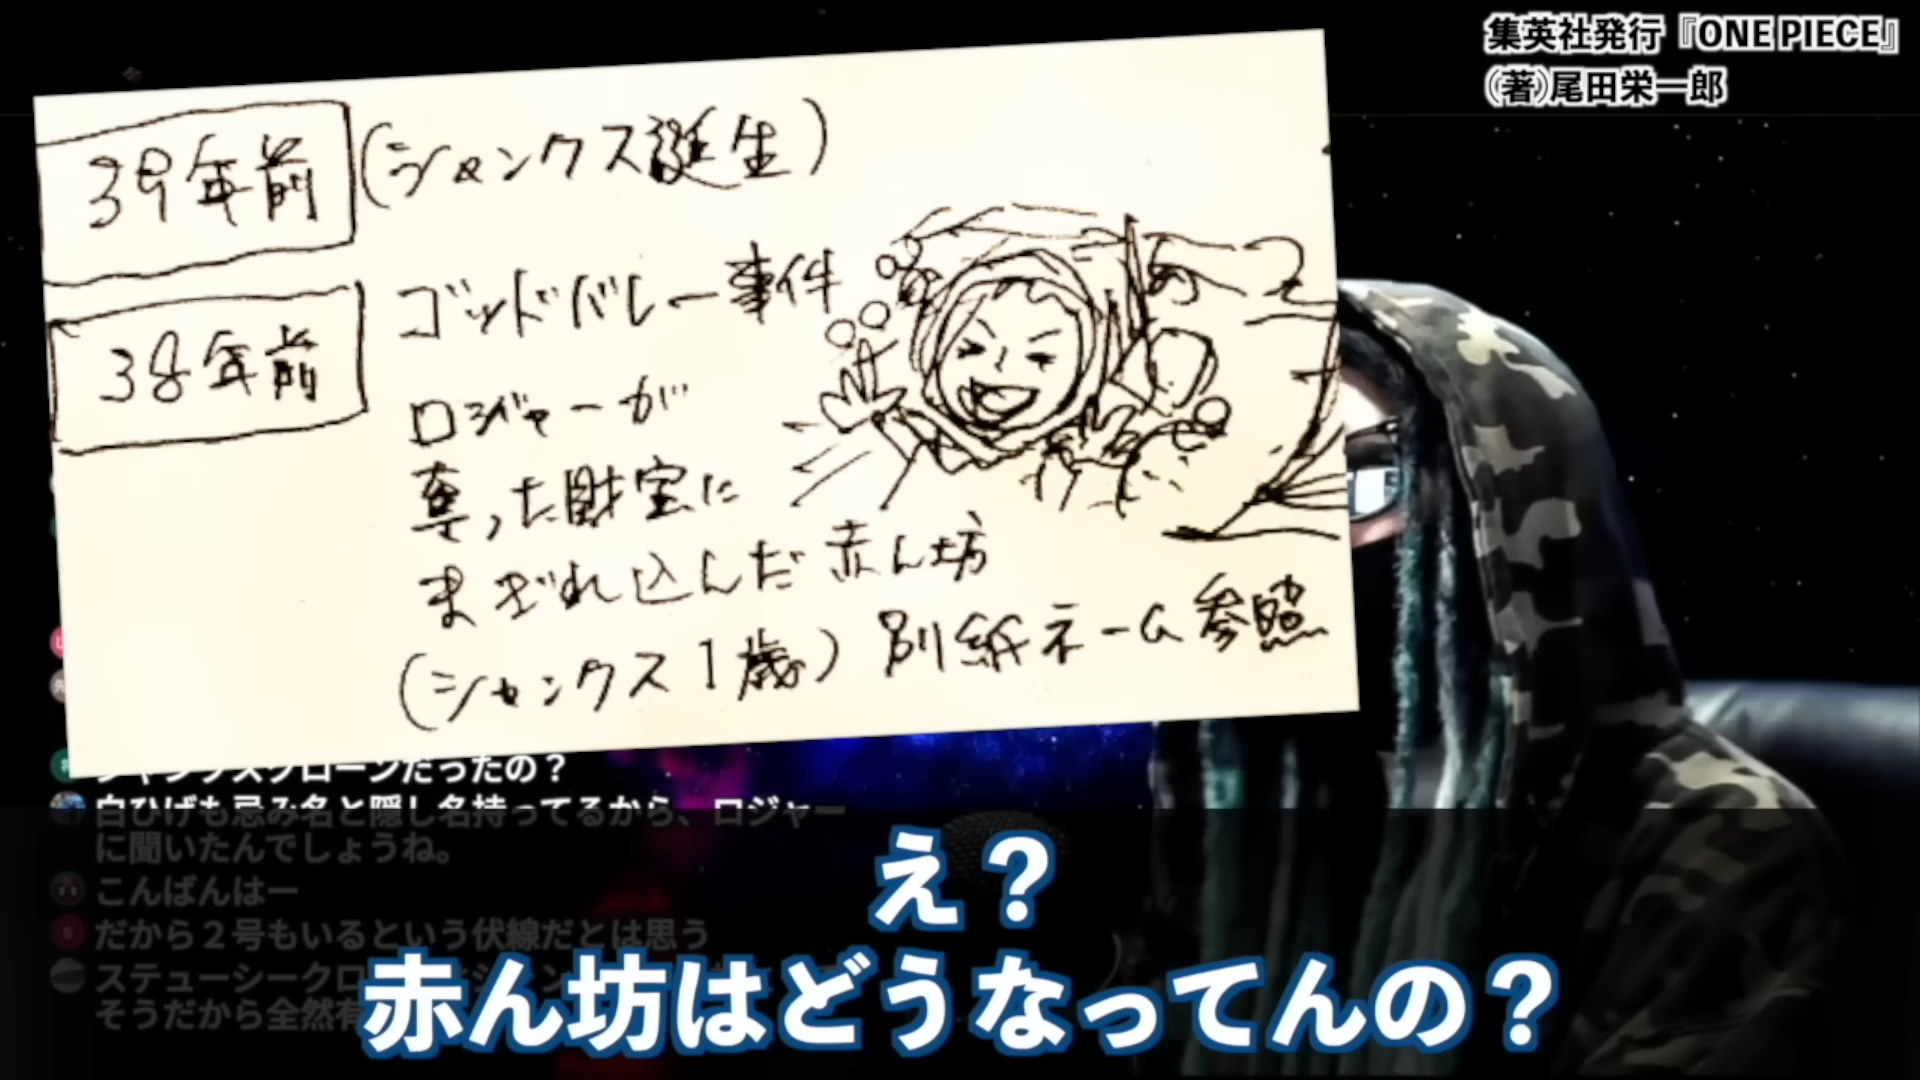 集英社発行『ONE PIECE』
(著)尾田栄一郎
39年前
(シャンクス誕生)
38年前
ゴッドバレー事件
ロジャーが
奪った財宝に
まぎれ込んだ赤ん坊
(シャンクス1歳)別紙ネーム参照
シャンクスクローンだったの?
白ひげも忌み名と隠し名持ってるから、ロジャー
に聞いたんでしょうね。
こんばんはー
だから2号もいるという伏線だとは思う
ステューシークロ
そうだから全然有
え?
赤ん坊はどうなってんの?